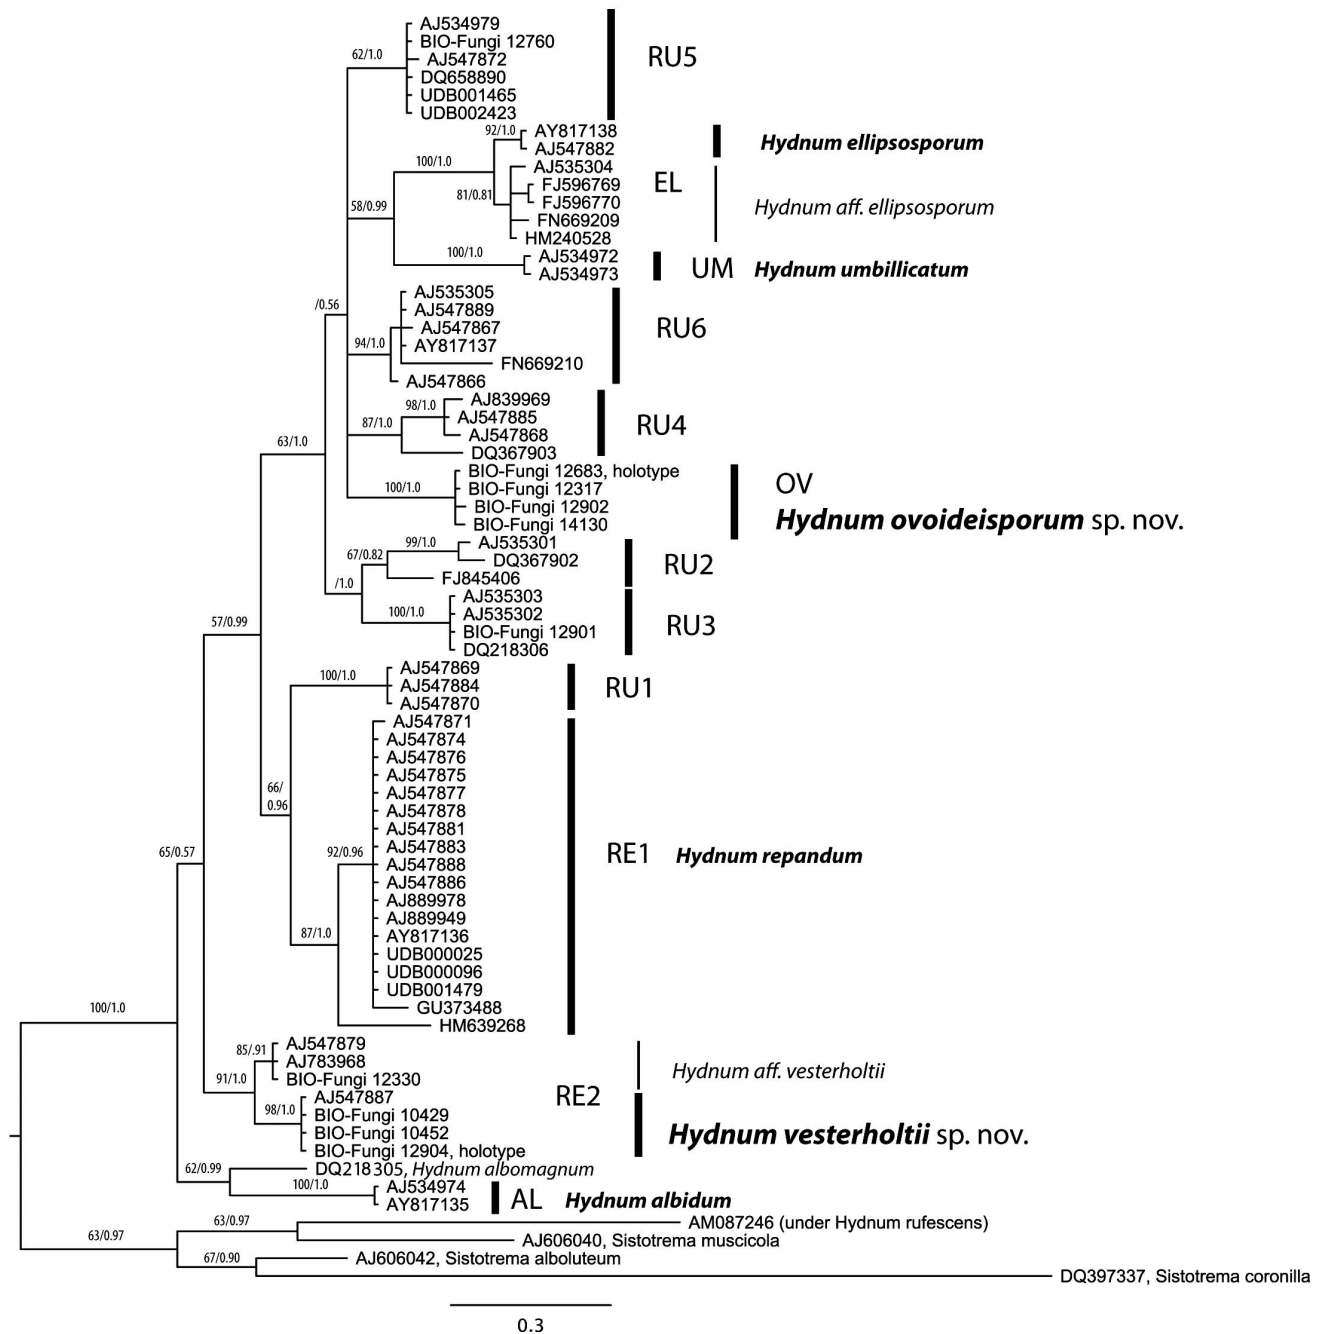 AJ534979
BIO-Fungi 12760
62/1.0
AJ547872
RU5
DQ658890
UDB001465
UDB002423
92/1.0
AY817138
Hydnum ellipsosporum
AJ547882
100/1.0
AJ535304
EL
FJ596769
81/0.81
FJ596770
Hydnum aff. ellipsosporum
58/0.99
FN669209
HM240528
100/1.0
AJ534972
UM
Hydnum umbillicatum
AJ534973
AJ535305
/0.56
AJ547889
AJ547867
RU6
94/1.0
AY817137
FN669210
AJ547866
98/1.0
AJ839969
87/1.0
AJ547885
RU4
63/1.0
AJ547868
DQ367903
BIO-Fungi 12683, holotype
OV
100/1.0
BIO-Fungi 12317
BIO-Fungi 12902
Hydnum ovoideisporum sp. nov.
BIO-Fungi 14130
99/1.0
AJ535301
67/0.82
DQ367902
RU2
/1.0
FJ845406
AJ535303
100/1.0
AJ535302
57/0.99
BIO-Fungi 12901
RU3
DQ218306
100/1.0
AJ547869
AJ547884
RU1
AJ547870
AJ547871
AJ547874
AJ547876
AJ547875
66/
0.96
AJ547877
AJ547878
AJ547881
65/0.57
92/0.96
AJ547883
RE1
Hydnum repandum
AJ547888
AJ547886
AJ889978
AJ889949
87/1.0
AY817136
UDB000025
UDB000096
UDB001479
100/1.0
GU373488
HM639268
AJ547879
85/.91
AJ783968
Hydnum aff. vesterholtii
91/1.0
BIO-Fungi 12330
RE2
AJ547887
98/1.0
BIO-Fungi 10429
BIO-Fungi 10452
Hydnum vesterholtii sp. nov.
BIO-Fungi 12904, holotype
62/0.99
DQ218305, Hydnum albomagnum
100/1.0
AJ534974
AL
Hydnum albidum
AY817135
63/0.97
63/0.97
AM087246 (under Hydnum rufescens)
AJ606040, Sistotrema muscicola
67/0.90
AJ606042, Sistotrema alboluteum
DQ397337, Sistotrema coronilla
0.3